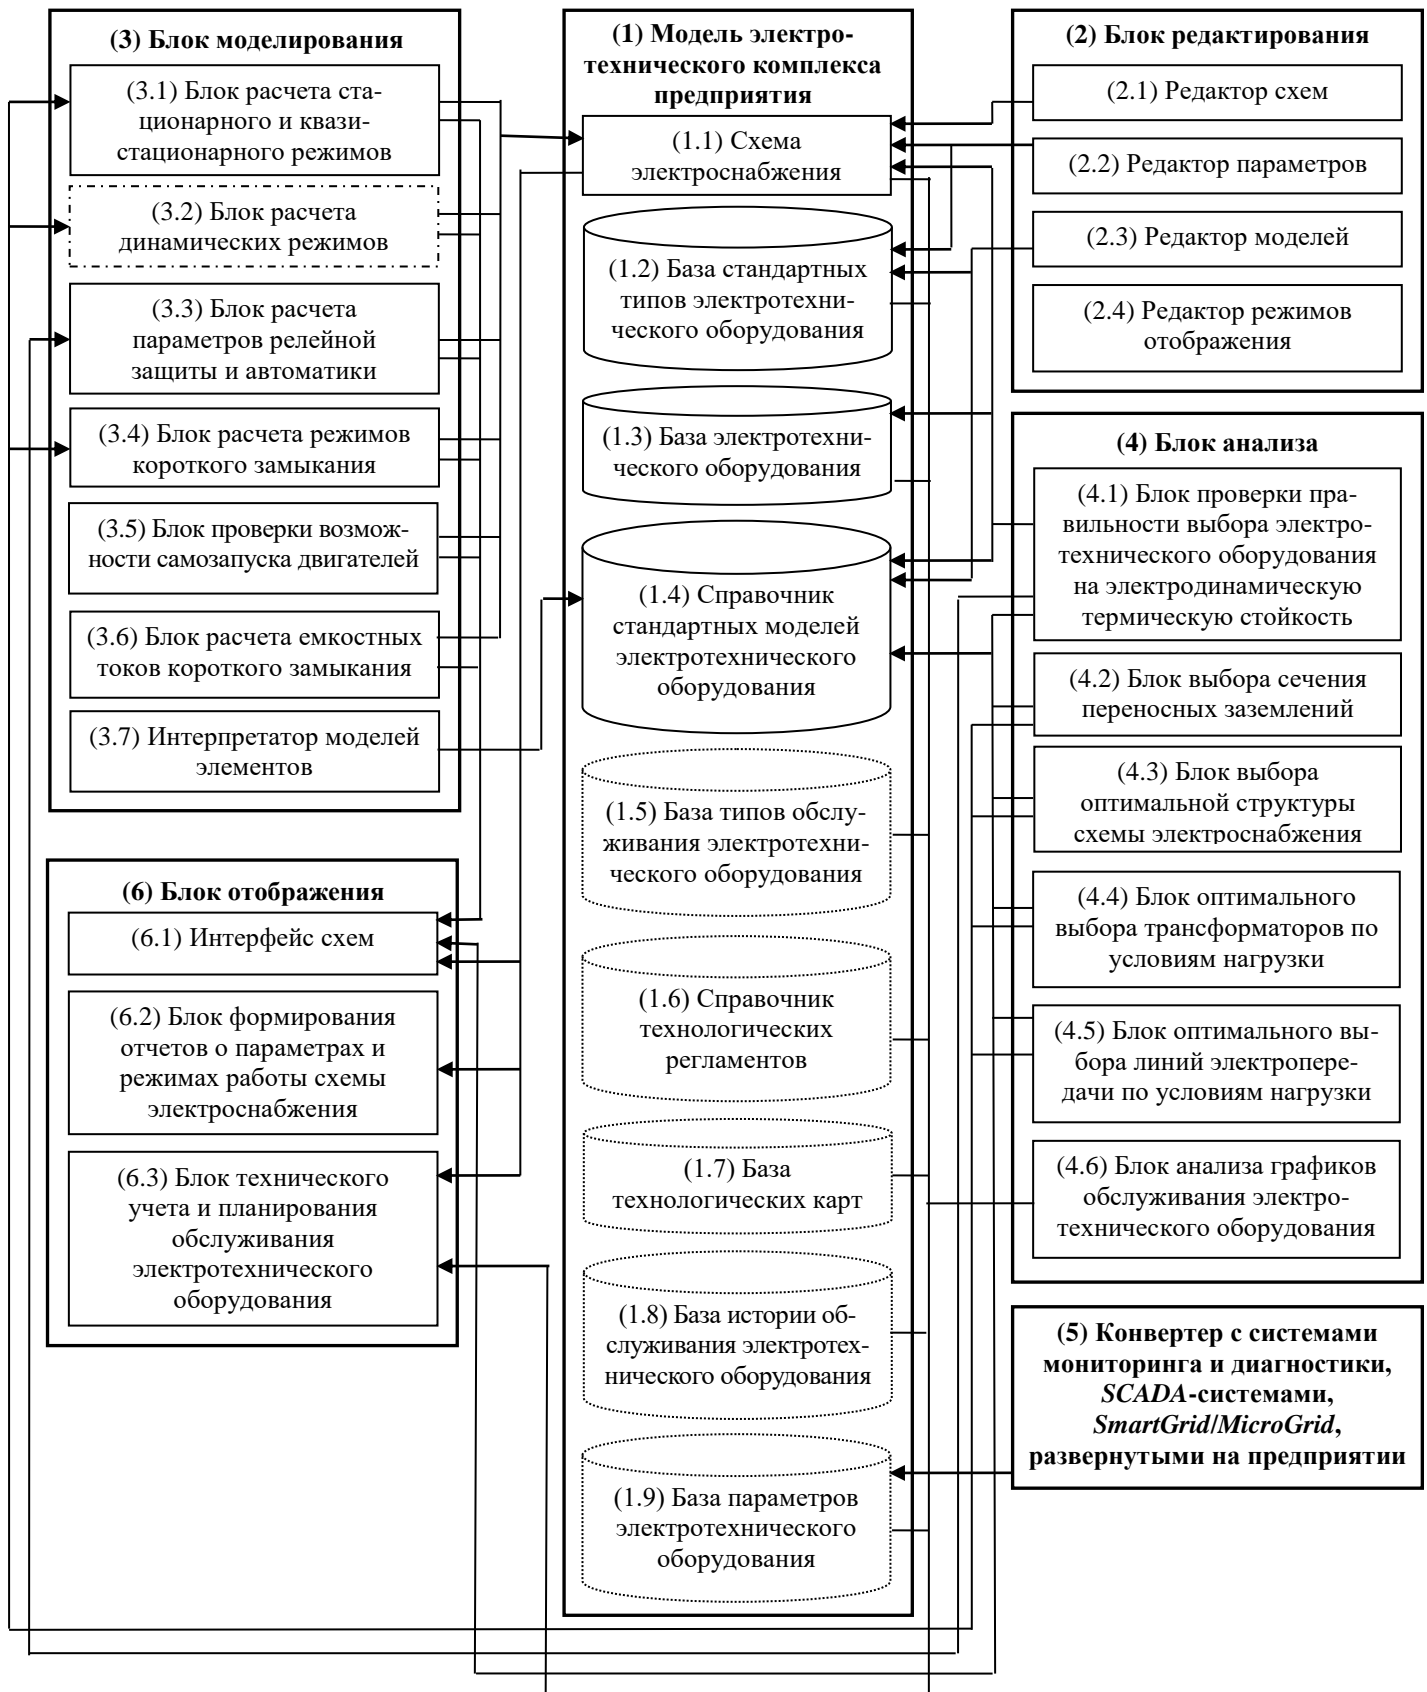 (3) Блок моделирования
(3.1) Блок расчета ста-
ционарного и квази-
стационарного режимов
(3.2) Блок расчета
динамических режимов
(3.3) Блок расчета
параметров релейной
защиты и автоматики
(3.4) Блок расчета режимов
короткого замыкания
(3.5) Блок проверки возмож-
ности самозапуска двигателей
(3.6) Блок расчета емкостных
токов короткого замыкания
(3.7) Интерпретатор моделей
элементов
(6) Блок отображения
(6.1) Интерфейс схем
(6.2) Блок формирования
отчетов о параметрах и
режимах работы схемы
электроснабжения
(6.3) Блок технического
учета и планирования
обслуживания
электротехнического
оборудования
(1) Модель электро-
технического комплекса
предприятия
(1.1) Схема
электроснабжения
(1.2) База стандартных
типов электротехни-
ческого оборудования
(1.3) База электротехни-
ческого оборудования
(1.4) Справочник
стандартных моделей
электротехнического
оборудования
(1.5) База типов обслу-
живания электротехни-
ческого оборудования
(1.6) Справочник
технологических
регламентов
(1.7) База
технологических карт
(1.8) База истории об-
служивания электротех-
нического оборудования
(1.9) База параметров
электротехнического
оборудования
(2) Блок редактирования
(2.1) Редактор схем
(2.2) Редактор параметров
(2.3) Редактор моделей
(2.4) Редактор режимов
отображения
(4) Блок анализа
(4.1) Блок проверки пра-
вильности выбора электро-
технического оборудования
на электродинамическую
термическую стойкость
(4.2) Блок выбора сечения
переносных заземлений
(4.3) Блок выбора
оптимальной структуры
схемы электроснабжения
(4.4) Блок оптимального
выбора трансформаторов по
условиям нагрузки
(4.5) Блок оптимального вы-
бора линий электропере-
дачи по условиям нагрузки
(4.6) Блок анализа графиков
обслуживания электро-
технического оборудования
(5) Конвертер с системами
мониторинга и диагностики,
SCADA-системами,
SmartGrid/MicroGrid,
развернутыми на предприятии